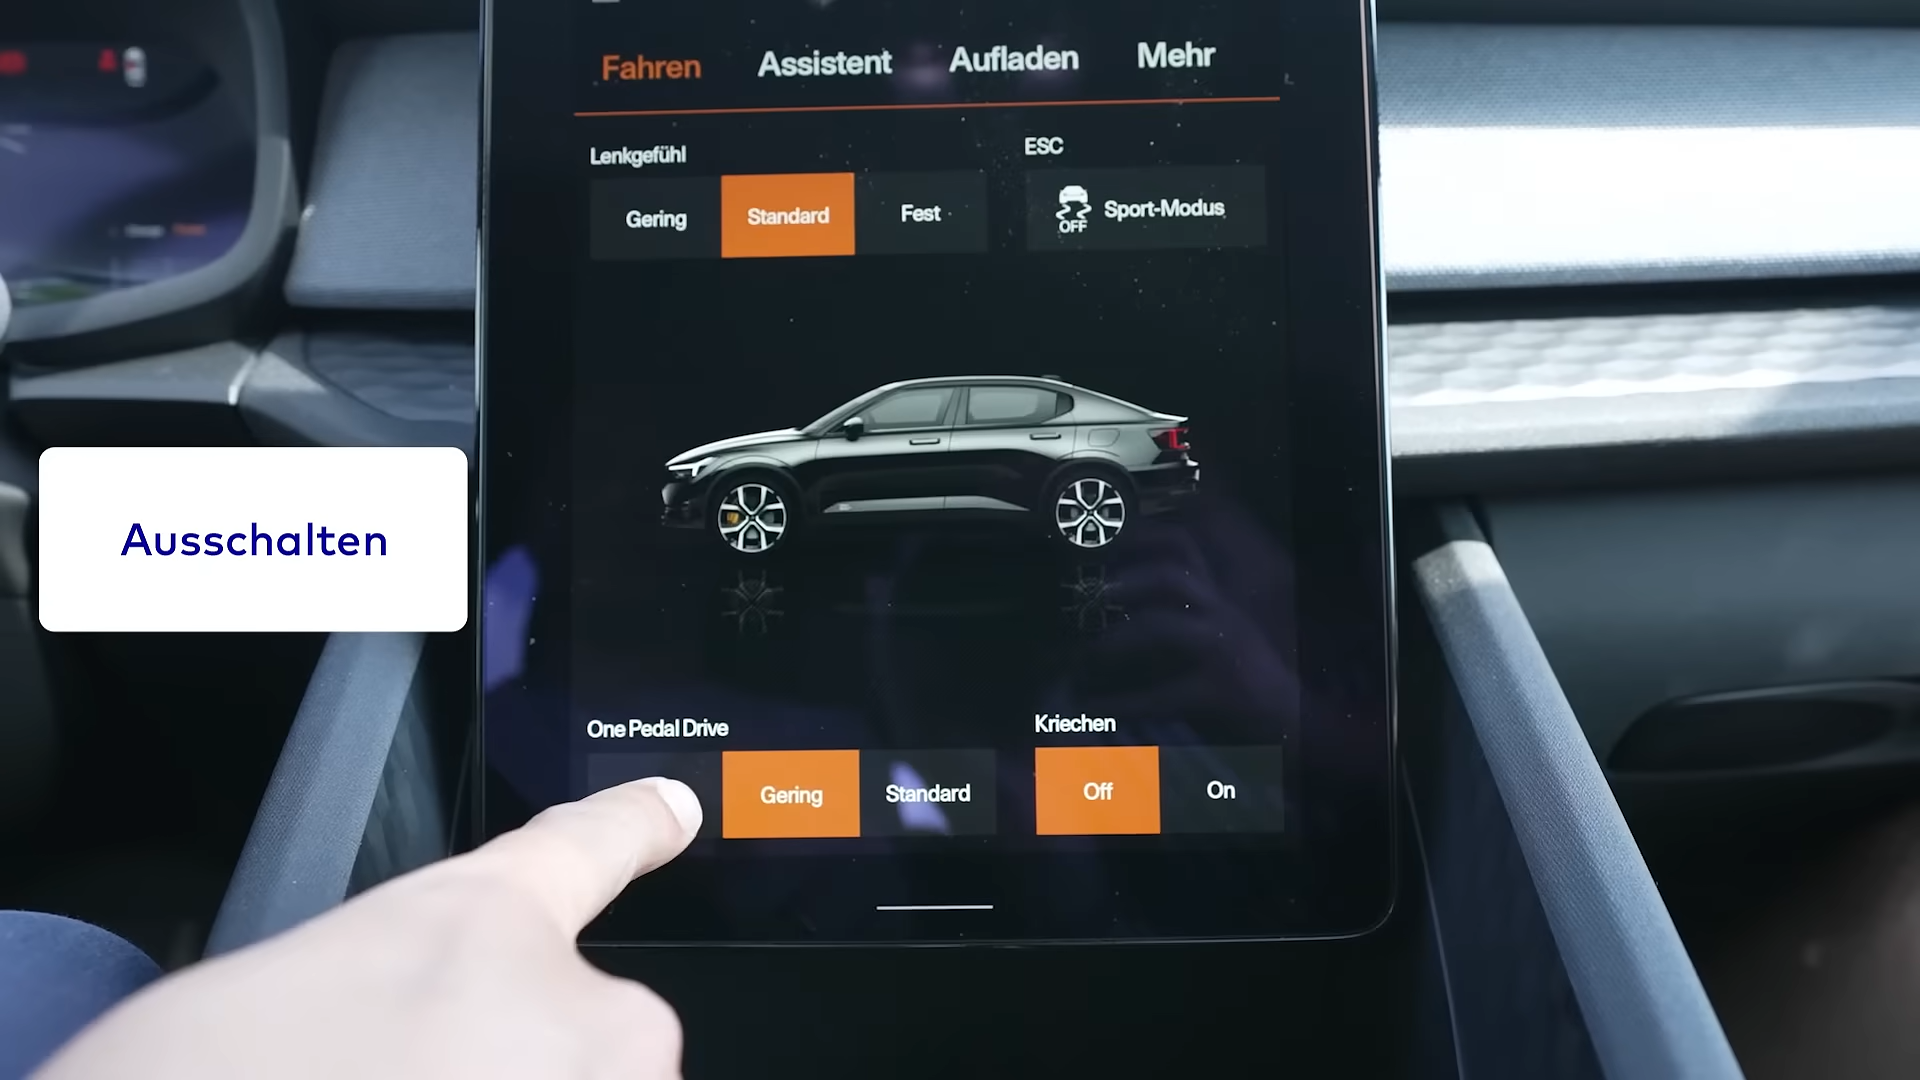 Fahren Assistent Aufladen Mehr
Lenkgefühl ESC
Gering Standard Fest OFF Sport-Modus
Ausschalten
One Pedal Drive Kriechen
Gering Standard Off On